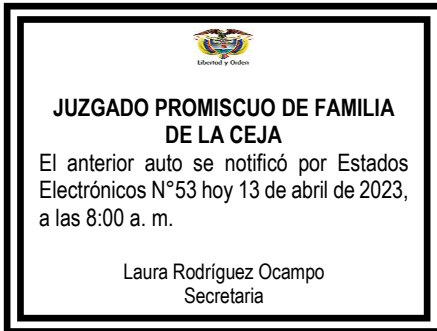 Libertad y Orden
JUZGADO PROMISCUO DE FAMILIA
DE LA CEJA
El anterior auto se notificó por Estados
Electrónicos N°53 hoy 13 de abril de 2023,
a las 8:00 a. m.
Laura Rodríguez Ocampo
Secretaria